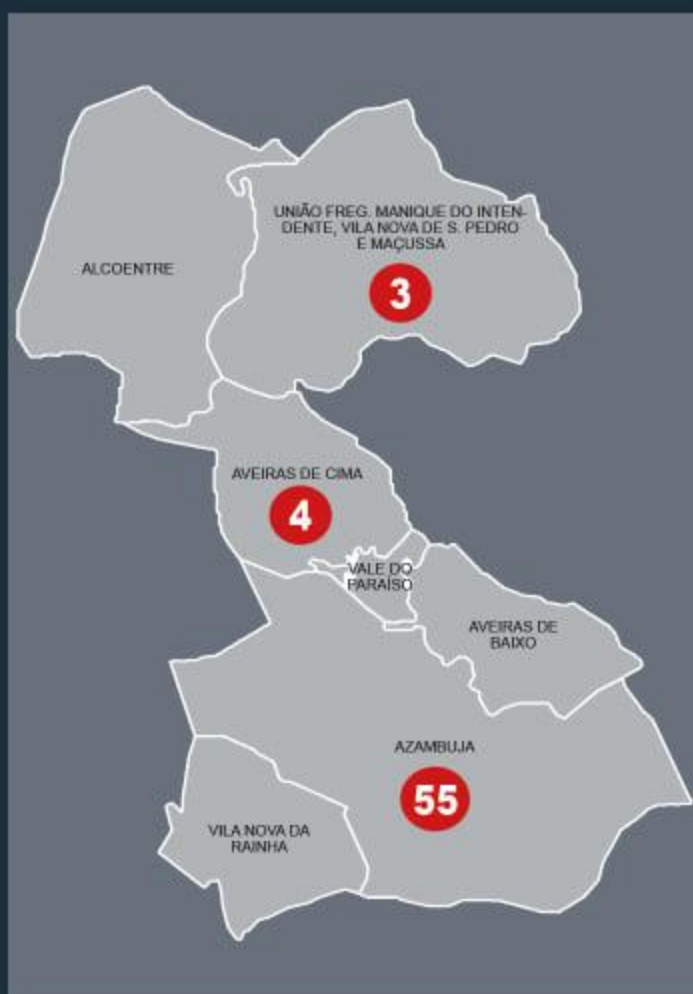 UNIÃO FREG. MANIQUE DO INTEN-
DENTE, VILA NOVA DE S. PEDRO
E MAÇUSSA
ALCOENTRE
3
AVEIRAS DE CIMA
4
VALE DO
PARAÍSO
AVEIRAS DE
BAIXO
AZAMBUJA
55
VILA NOVA DA
RAINHA